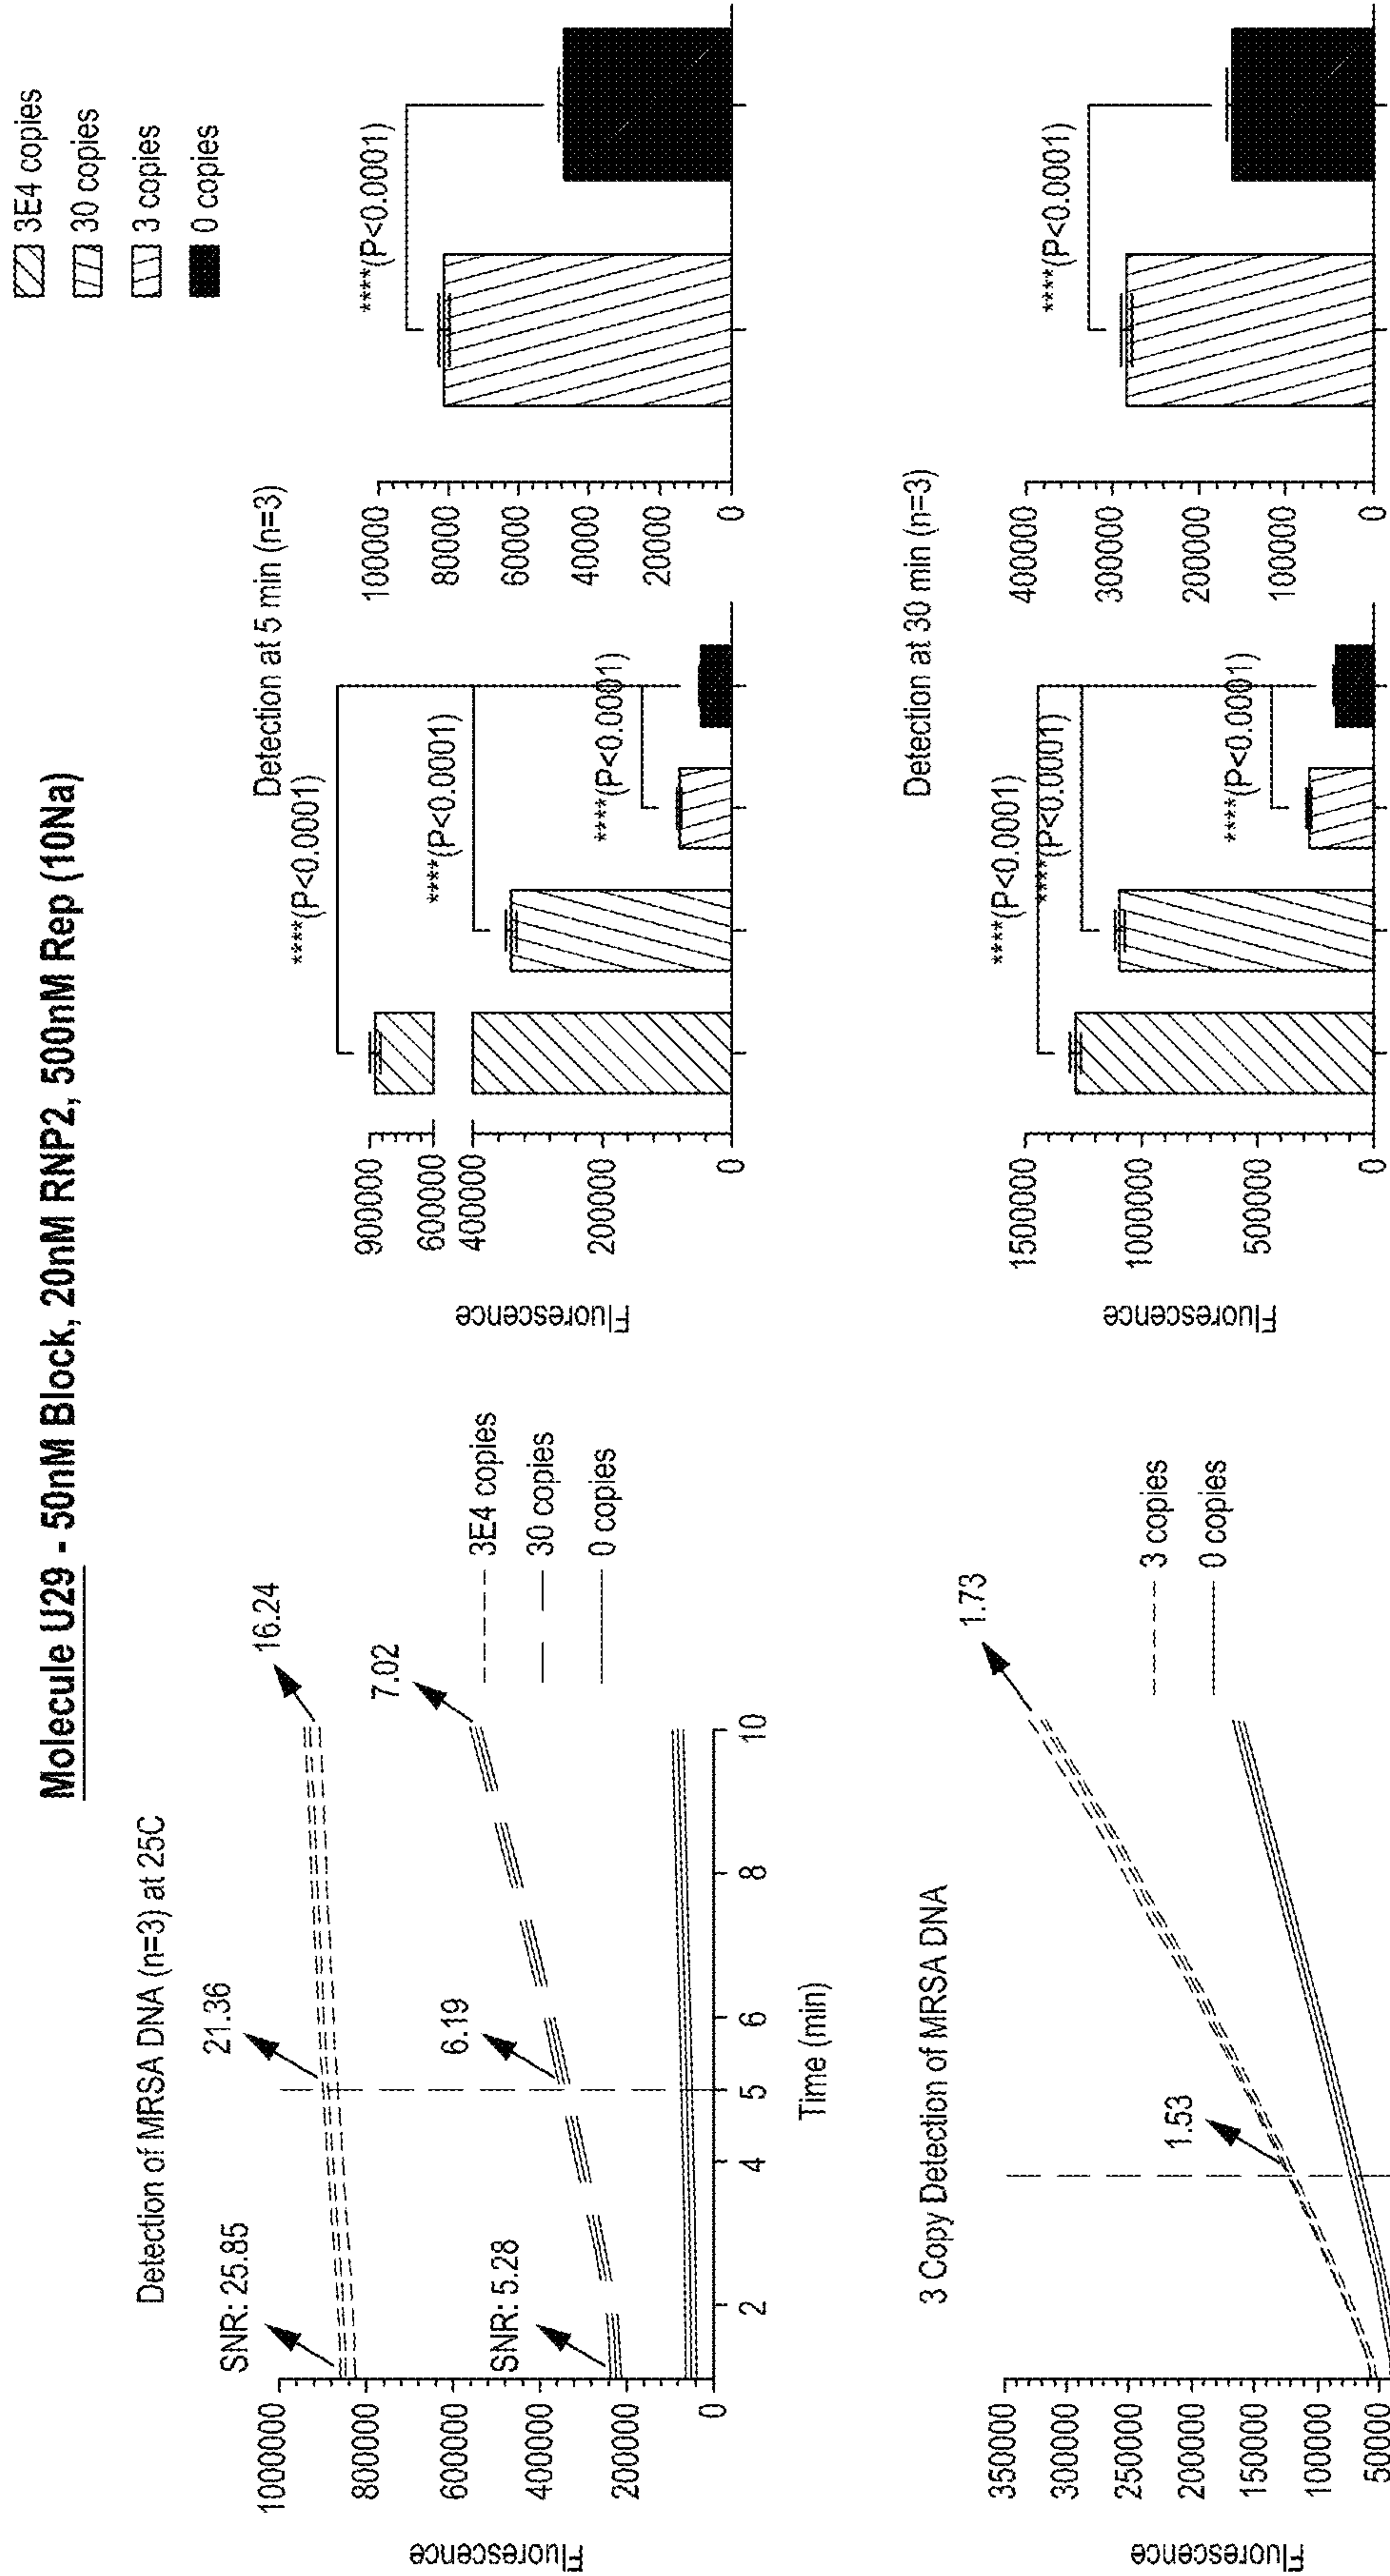 Molecule U29 - 50nM Block, 20nM RNP2, 500nM Rep (10Na)
3E4 copies
30 copies
3 copies
0 copies
Detection of MRSA DNA (n=3) at 25C
Fluorescence
1000000
800000
600000
400000
200000
0
2
4
5
6
8
10
Time (min)
SNR: 25.85
21.36
16.24
SNR: 5.28
6.19
7.02
3E4 copies
30 copies
0 copies
Detection at 5 min (n=3)
Fluorescence
900000
600000
400000
200000
0
****(P<0.0001)
****(P<0.0001)
****(P<0.0001)
100000
80000
60000
40000
20000
0
****(P<0.0001)
3 Copy Detection of MRSA DNA
Fluorescence
350000
300000
250000
200000
150000
100000
50000
1.53
1.73
3 copies
0 copies
Detection at 30 min (n=3)
Fluorescence
1500000
1000000
500000
0
****(P<0.0001)
****(P<0.0001)
****(P<0.0001)
400000
300000
200000
100000
0
****(P<0.0001)